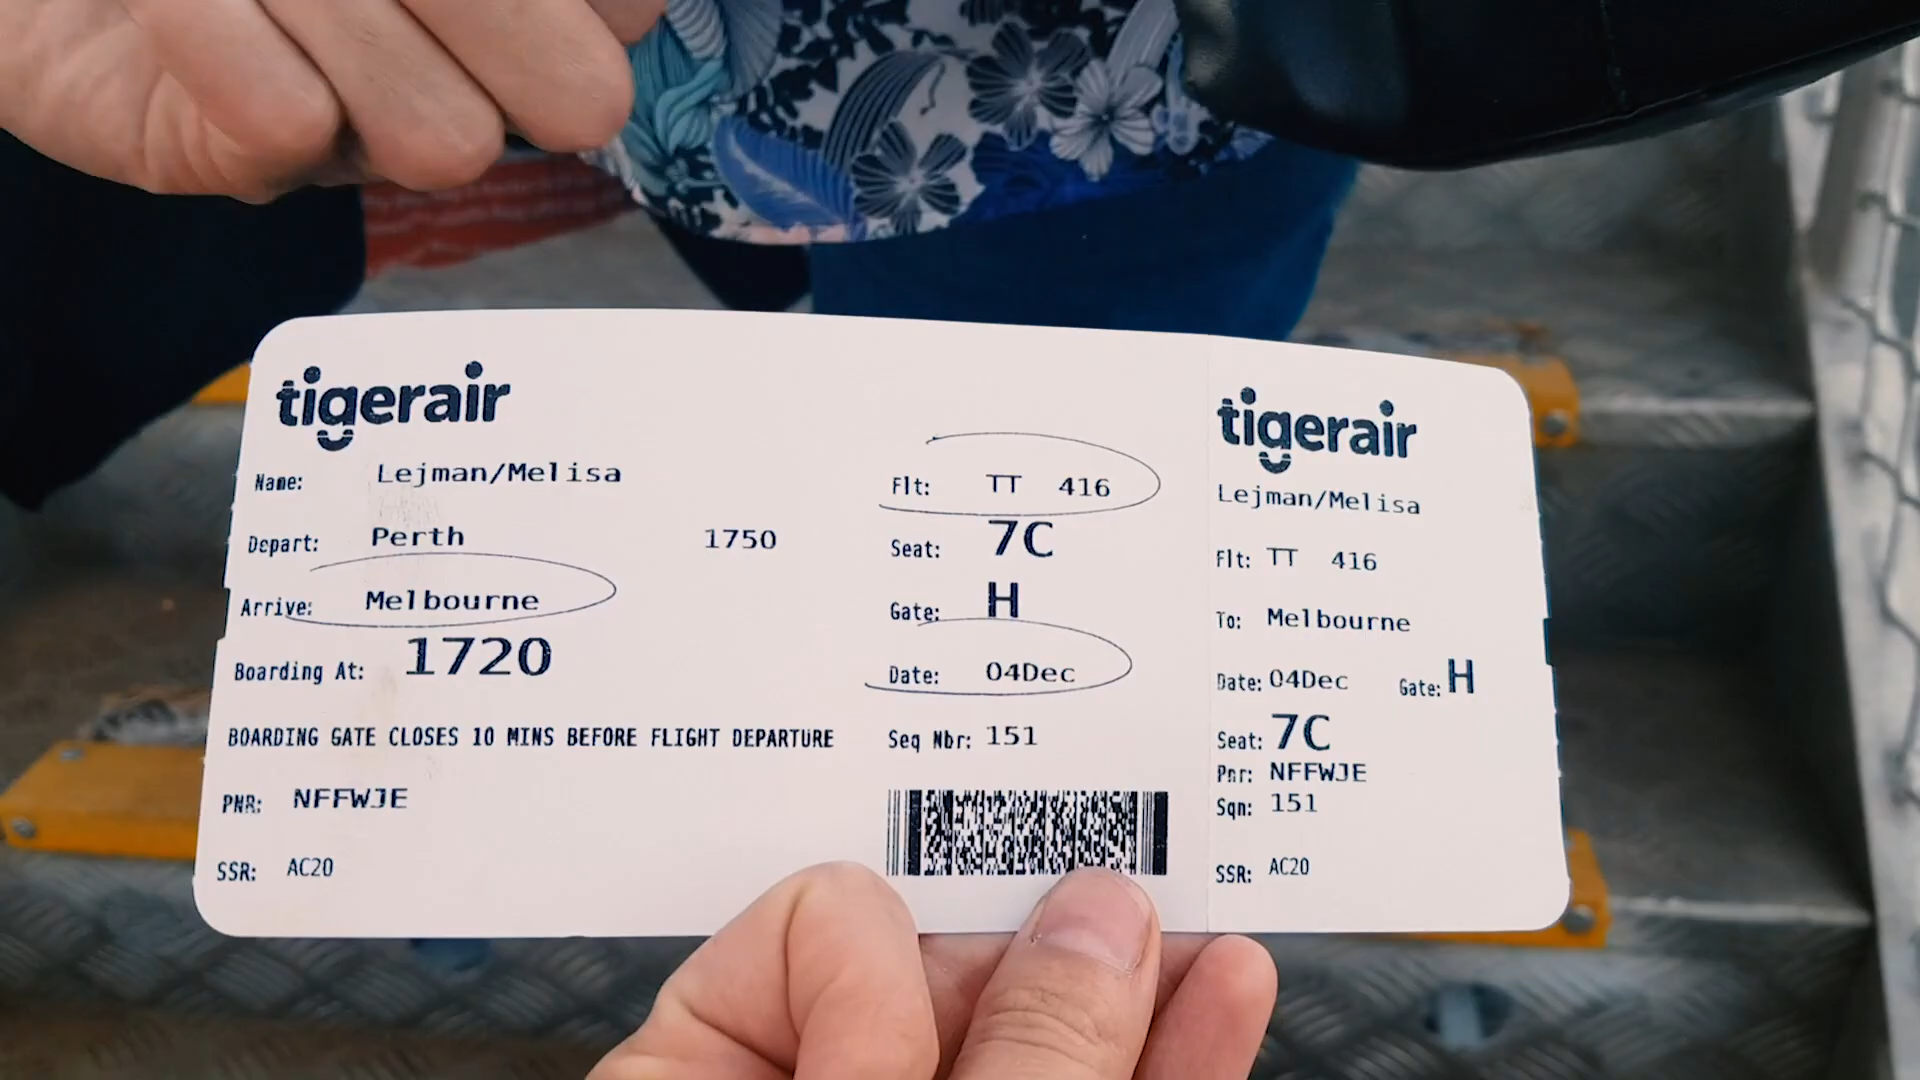 tigerair
Name: Lejman/Melisa
Depart: Perth 1750
Arrive: Melbourne
Boarding At: 1720
BOARDING GATE CLOSES 10 MINS BEFORE FLIGHT DEPARTURE
PNR: NFFWJE
SSR: AC20
Flt: TT 416
Seat: 7C
Gate: H
Date: 04Dec
Seq Nbr: 151
tigerair
Lejman/Melisa
Flt: TT 416
To: Melbourne
Date: 04Dec Gate: H
Seat: 7C
Pnr: NFFWJE
Sqn: 151
SSR: AC20